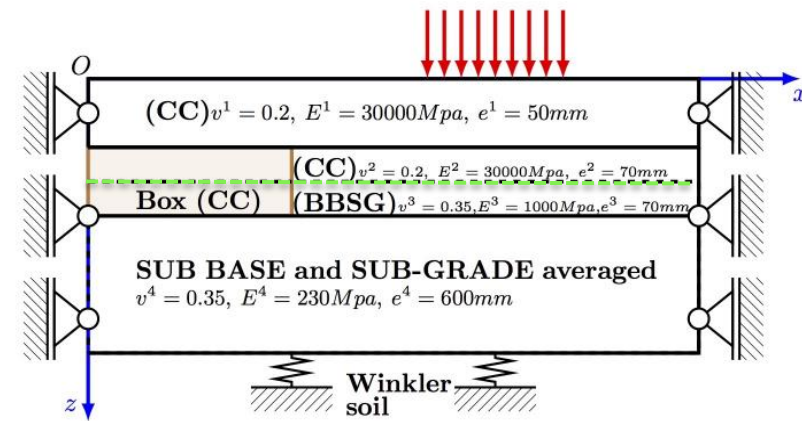 O
x
(CC)v¹ = 0.2, E¹ = 30000Mpa, e¹ = 50mm
(CC)v² = 0.2, E² = 30000Mpa, e² = 70mm
Box (CC)
(BBSG)v³ = 0.35,E³ = 1000Mpa,e³ = 70mm
SUB BASE and SUB-GRADE averaged
v⁴ = 0.35, E⁴ = 230Mpa, e⁴ = 600mm
Winkler
soil
z